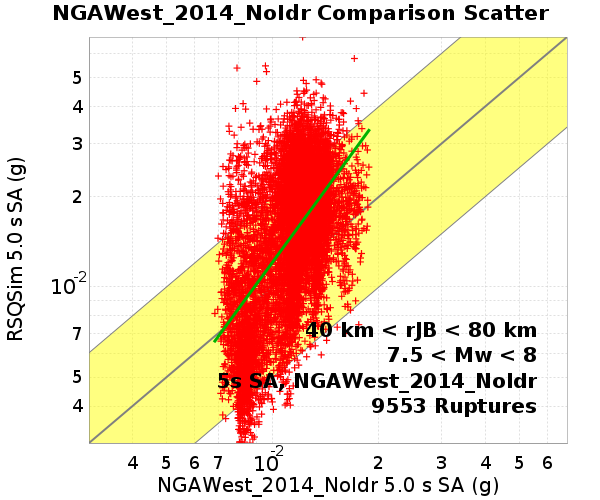 NGAWest_2014_NoIdr Comparison Scatter
RSQSim 5.0 s SA (g)
5
4
3
2
10-2
7
5
4
40 km < rJB < 80 km
7.5 < Mw < 8
5s SA, NGAWest_2014_NoIdr
9553 Ruptures
4 5 6 7 10-2 2 3 4 5 6
NGAWest_2014_NoIdr 5.0 s SA (g)